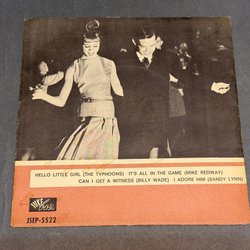 HELLO LITTLE GIRL (THE TYPHOONS) IT'S ALL IN THE GAME (MIKE REDWAY)
CAN I GET A WITNESS (BILLY WADE) I ADORE HIM (SANDY LYNN)
JSEP-5522